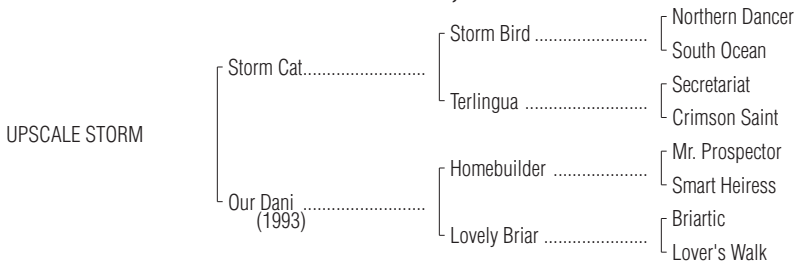 Northern Dancer
Storm Bird ........................
South Ocean
Storm Cat..........................
Secretariat
Terlingua ..........................
Crimson Saint
UPSCALE STORM
Mr. Prospector
Homebuilder ....................
Smart Heiress
Our Dani ..........................
(1993)
Briartic
Lovely Briar ......................
Lover's Walk